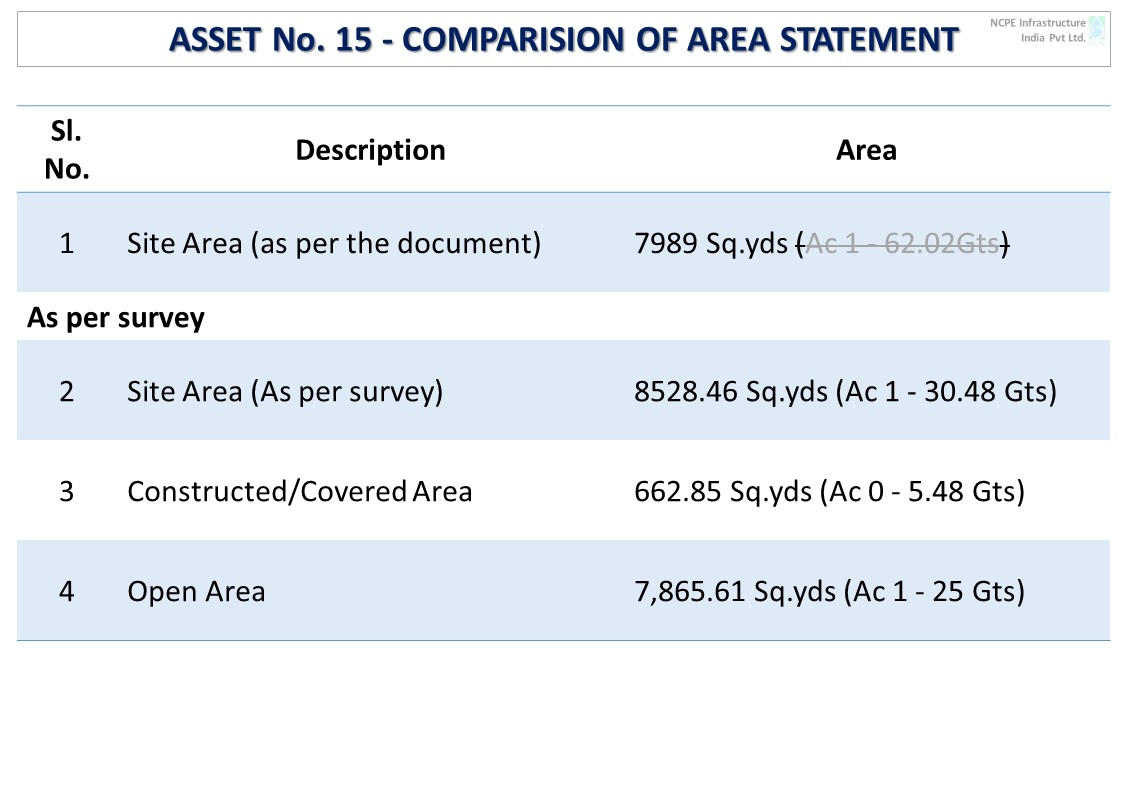 ASSET No. 15 - COMPARISION OF AREA STATEMENT
NCPE Infrastructure
India Pvt Ltd.
Sl.
No.
Description
Area
1 Site Area (as per the document) 7989 Sq.yds (Ac 1 - 62.02Gts)
As per survey
2 Site Area (As per survey) 8528.46 Sq.yds (Ac 1 - 30.48 Gts)
3 Constructed/Covered Area 662.85 Sq.yds (Ac 0 - 5.48 Gts)
4 Open Area 7,865.61 Sq.yds (Ac 1 - 25 Gts)